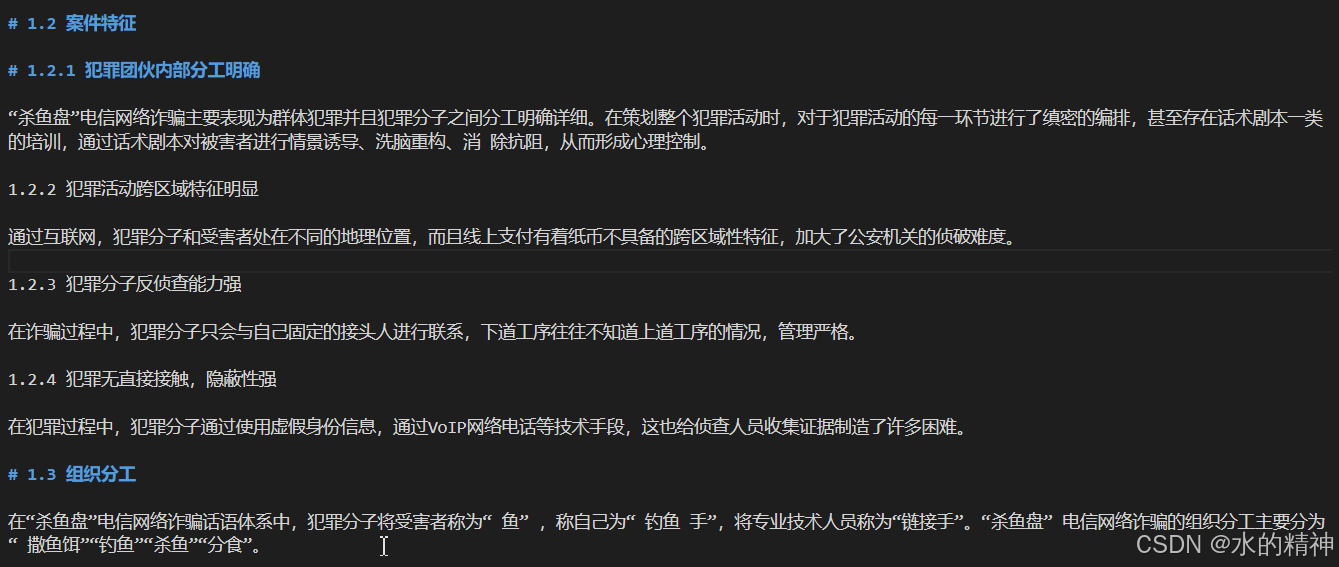 # 1.2 案件特征
# 1.2.1 犯罪团伙内部分工明确
“杀鱼盘”电信网络诈骗主要表现为群体犯罪并且犯罪分子之间分工明确详细。在策划整个犯罪活动时，对于犯罪活动的每一环节进行了缜密的编排，甚至存在话术剧本一类
的培训，通过话术剧本对被害者进行情景诱导、洗脑重构、消 除抗阻，从而形成心理控制。
1.2.2 犯罪活动跨区域特征明显
通过互联网，犯罪分子和受害者处在不同的地理位置，而且线上支付有着纸币不具备的跨区域性特征，加大了公安机关的侦破难度。
1.2.3 犯罪分子反侦查能力强
在诈骗过程中，犯罪分子只会与自己固定的接头人进行联系，下道工序往往不知道上道工序的情况，管理严格。
1.2.4 犯罪无直接接触，隐蔽性强
在犯罪过程中，犯罪分子通过使用虚假身份信息，通过VoIP网络电话等技术手段，这也给侦查人员收集证据制造了许多困难。
# 1.3 组织分工
在“杀鱼盘”电信网络诈骗话语体系中，犯罪分子将受害者称为“ 鱼” ，称自己为“ 钓鱼 手”，将专业技术人员称为“链接手”。“杀鱼盘” 电信网络诈骗的组织分工主要分为
“ 撒鱼饵”“钓鱼”“杀鱼”“分食”。
CSDN @水的精神